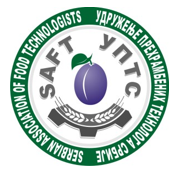 SERBIAN ASSOCIATION OF FOOD TECHNOLOGISTS
УДРУЖЕЊЕ ПРЕХРАМБЕНИХ ТЕХНОЛОГА СРБИЈЕ
SAFT УПТС